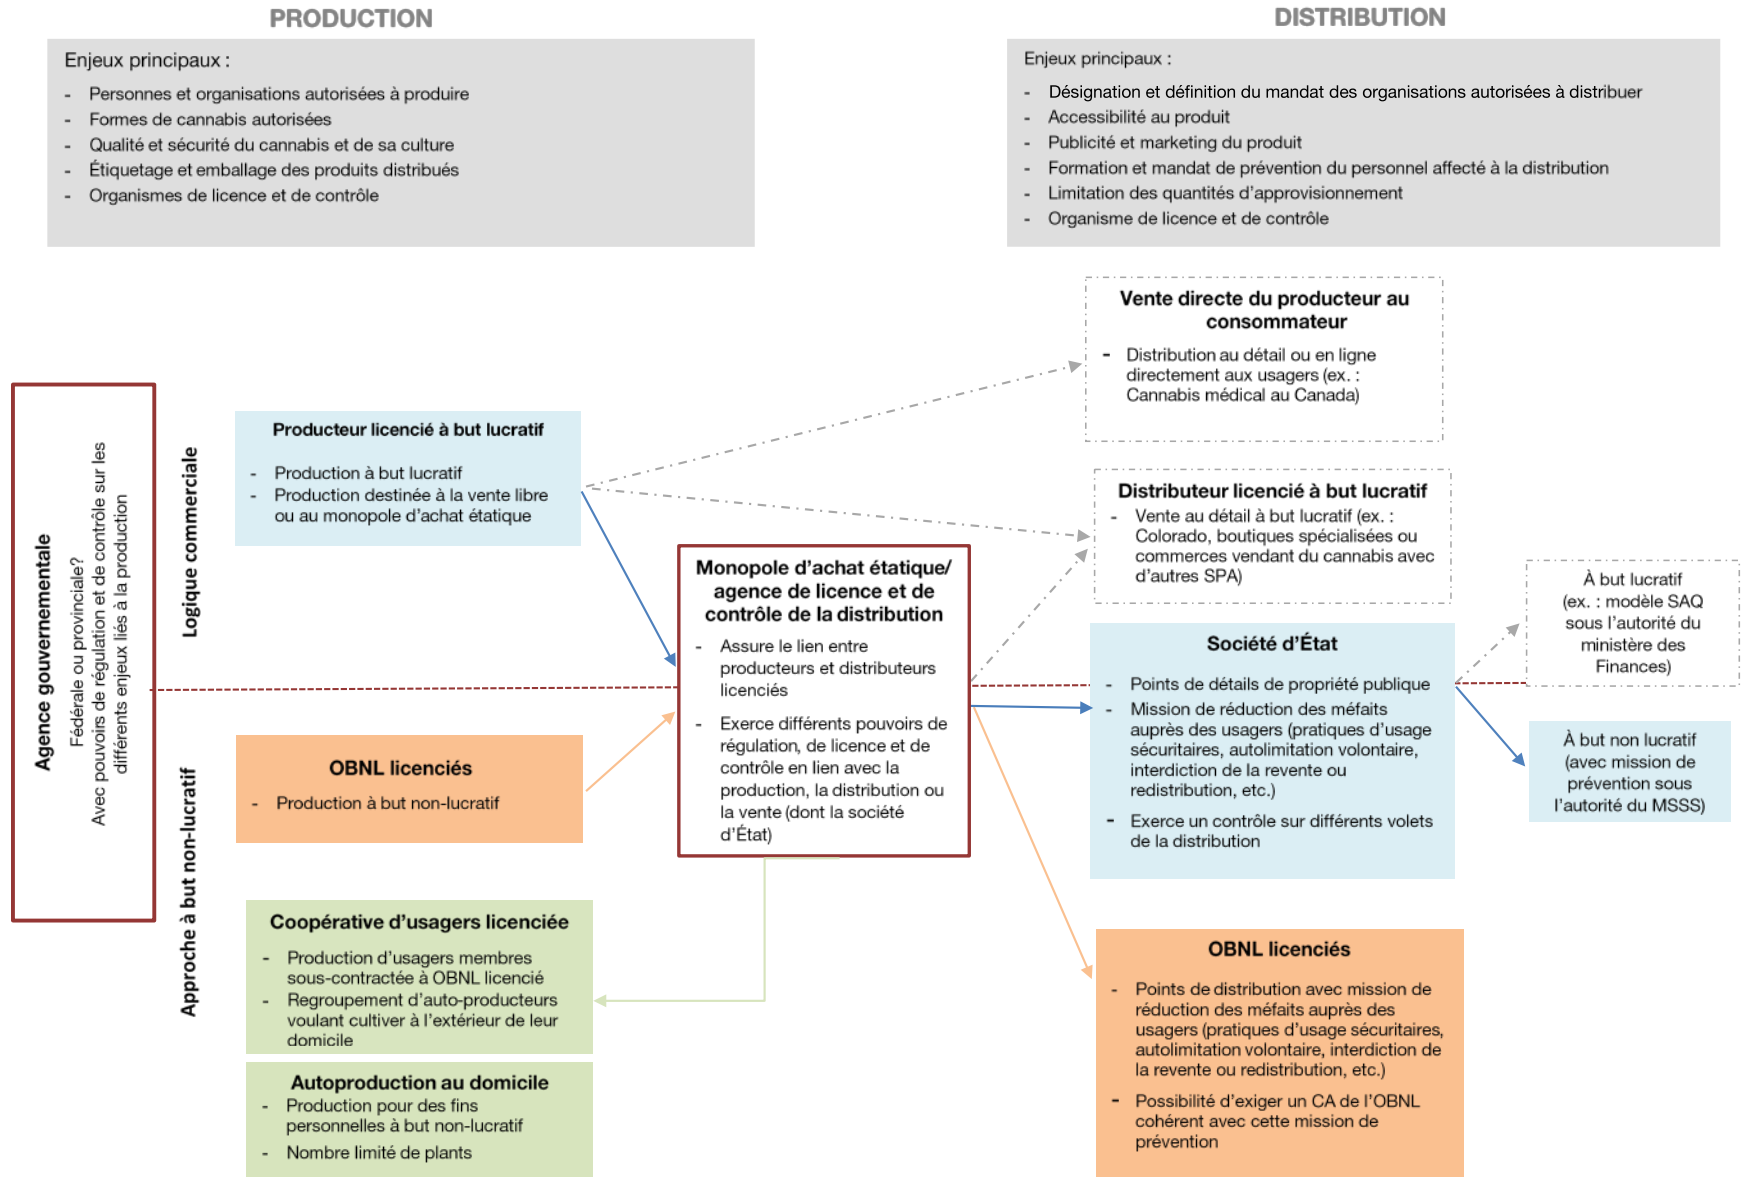 PRODUCTION
Enjeux principaux :
- Personnes et organisations autorisées à produire
- Formes de cannabis autorisées
- Qualité et sécurité du cannabis et de sa culture
- Étiquetage et emballage des produits distribués
- Organismes de licence et de contrôle
DISTRIBUTION
Enjeux principaux :
- Désignation et définition du mandat des organisations autorisées à distribuer
- Accessibilité au produit
- Publicité et marketing du produit
- Formation et mandat de prévention du personnel affecté à la distribution
- Limitation des quantités d’approvisionnement
- Organisme de licence et de contrôle
Agence gouvernementale
Fédérale ou provinciale?
Avec pouvoirs de régulation et de contrôle sur les
différents enjeux liés à la production
Logique commerciale
Approche à but non-lucratif
Producteur licencié à but lucratif
- Production à but lucratif
- Production destinée à la vente libre
ou au monopole d’achat étatique
OBNL licenciés
- Production à but non-lucratif
Coopérative d’usagers licenciée
- Production d’usagers membres
sous-contractée à OBNL licencié
- Regroupement d’auto-producteurs
voulant cultiver à l’extérieur de leur
domicile
Autoproduction au domicile
- Production pour des fins
personnelles à but non-lucratif
- Nombre limité de plants
Monopole d’achat étatique/
agence de licence et de
contrôle de la distribution
- Assure le lien entre
producteurs et distributeurs
licenciés
- Exerce différents pouvoirs de
régulation, de licence et de
contrôle en lien avec la
production, la distribution ou
la vente (dont la société
d’État)
Vente directe du producteur au
consommateur
- Distribution au détail ou en ligne
directement aux usagers (ex. :
Cannabis médical au Canada)
Distributeur licencié à but lucratif
- Vente au détail à but lucratif (ex. :
Colorado, boutiques spécialisées ou
commerces vendant du cannabis avec
d’autres SPA)
Société d’État
- Points de détails de propriété publique
- Mission de réduction des méfaits
auprès des usagers (pratiques d’usage
sécuritaires, autolimitation volontaire,
interdiction de la revente ou
redistribution, etc.)
- Exerce un contrôle sur différents volets
de la distribution
À but lucratif
(ex. : modèle SAQ
sous l’autorité du
ministère des
Finances)
À but non lucratif
(avec mission de
prévention sous
l’autorité du MSSS)
OBNL licenciés
- Points de distribution avec mission de
réduction des méfaits auprès des
usagers (pratiques d’usage sécuritaires,
autolimitation volontaire, interdiction de
la revente ou redistribution, etc.)
- Possibilité d’exiger un CA de l’OBNL
cohérent avec cette mission de
prévention